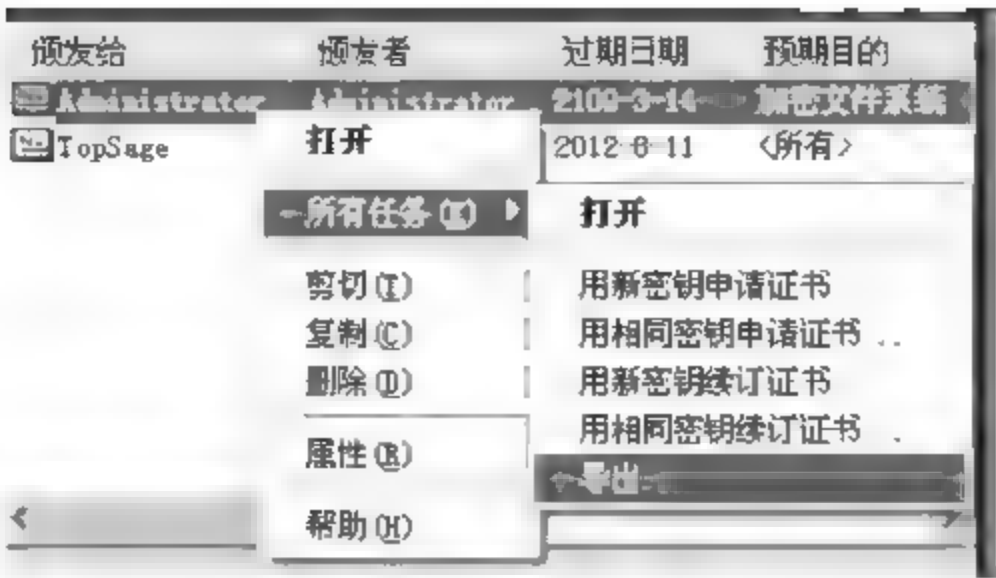 颁发给 颁发者 过期日期 预期目的
Administrator Administrator 2109-3-14 加密文件系统
TopSage 2012-6-11 <所有>
打开
所有任务(K)
剪切(T)
复制(C)
删除(D)
属性(R)
帮助(H)
打开
用新密钥申请证书
用相同密钥申请证书..
用新密钥续订证书
用相同密钥续订证书 .
导出